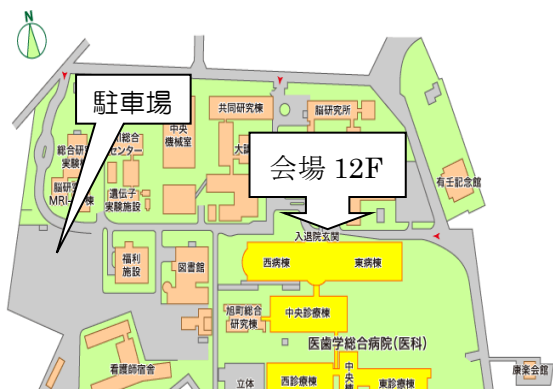 N
駐車場
共同研究棟
脳研究所
中央
機械室
総合
センター
総合研
実験
大講
会場 12F
脳研究
MRI
棟
遺伝子
実験施設
有壬記念館
入退院玄関
福利
施設
図書館
西病棟
東病棟
旭町総合
研究棟
中央診療棟
医歯学総合病院(医科)
看護師宿舎
立体
西診療棟
中央
東診療棟
康楽会館